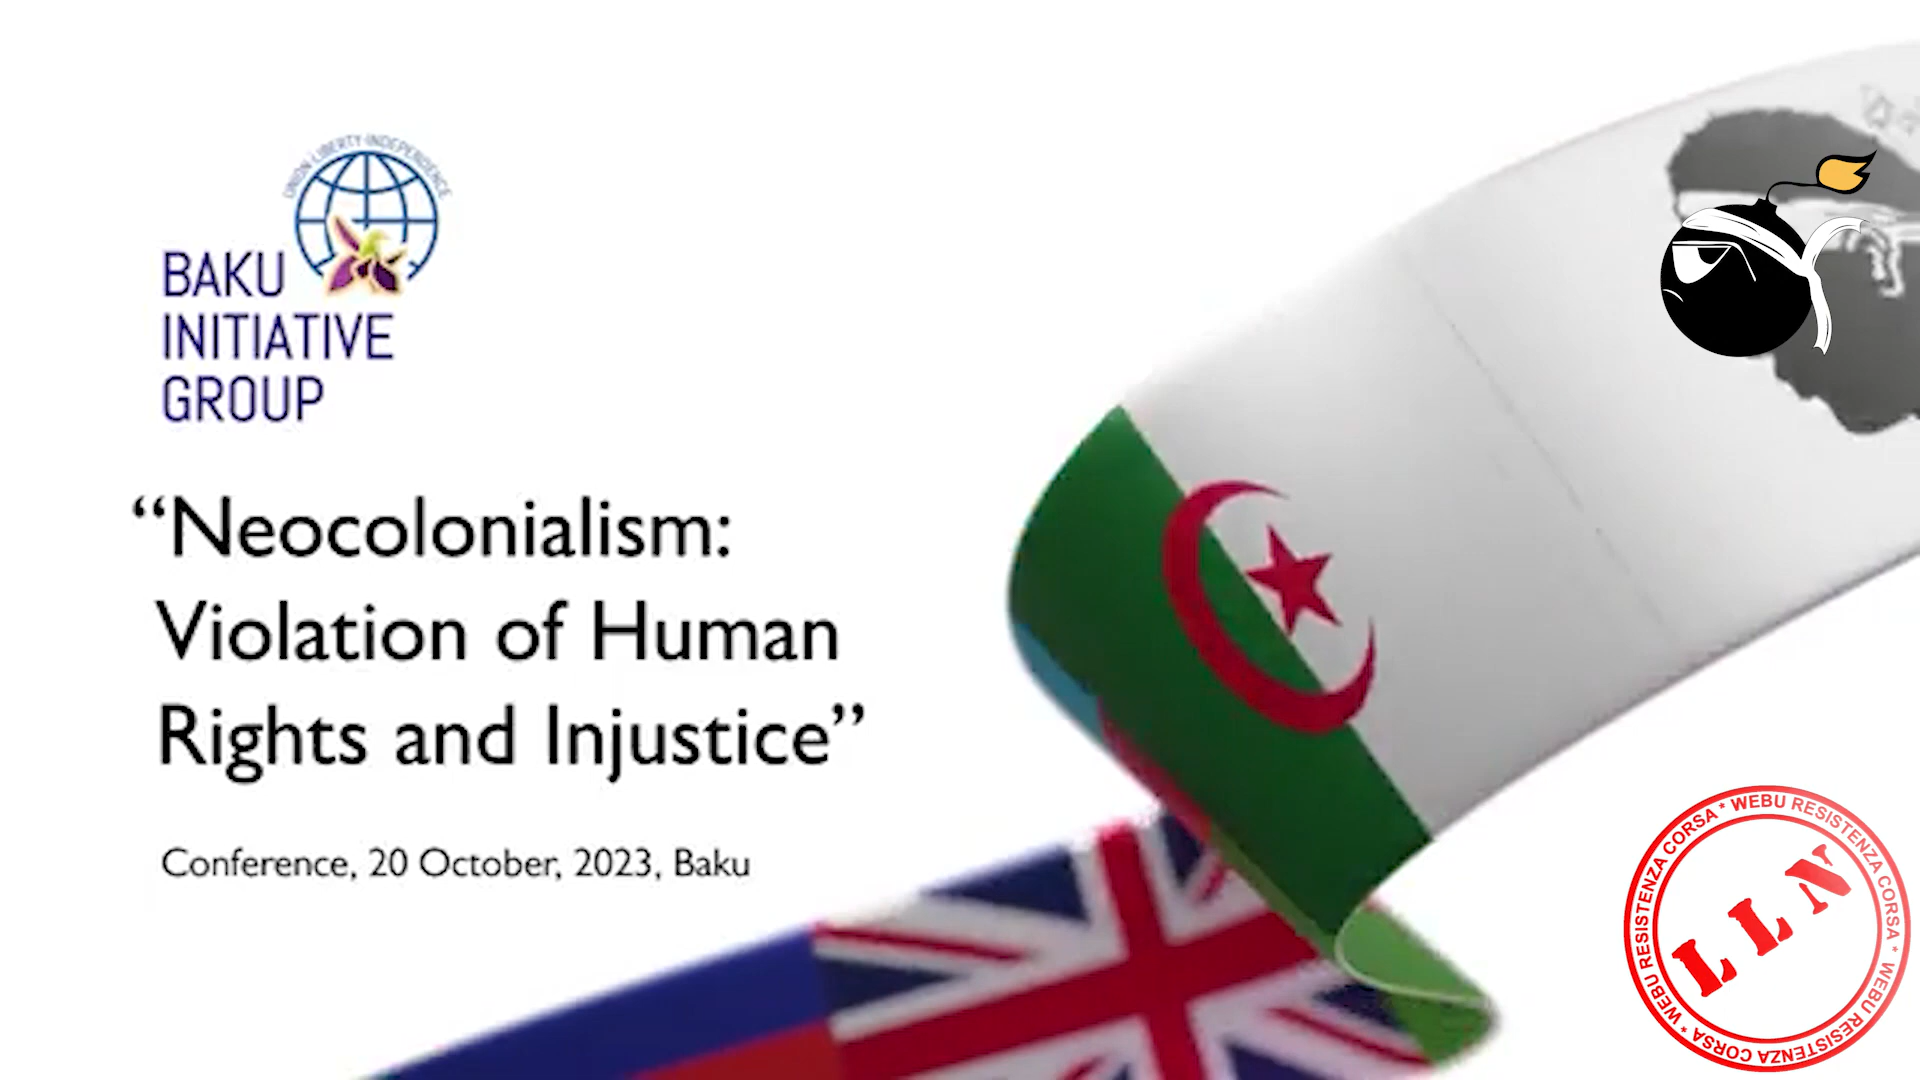 UNION-LIBERTY-INDEPENDENCE
BAKU
INITIATIVE
GROUP
“Neocolonialism:
Violation of Human
Rights and Injustice”
Conference, 20 October, 2023, Baku
* WEBU RESISTENZA CORSA * WEBU RESISTENZA CORSA * WEBU RESISTENZA CORSA
LLN